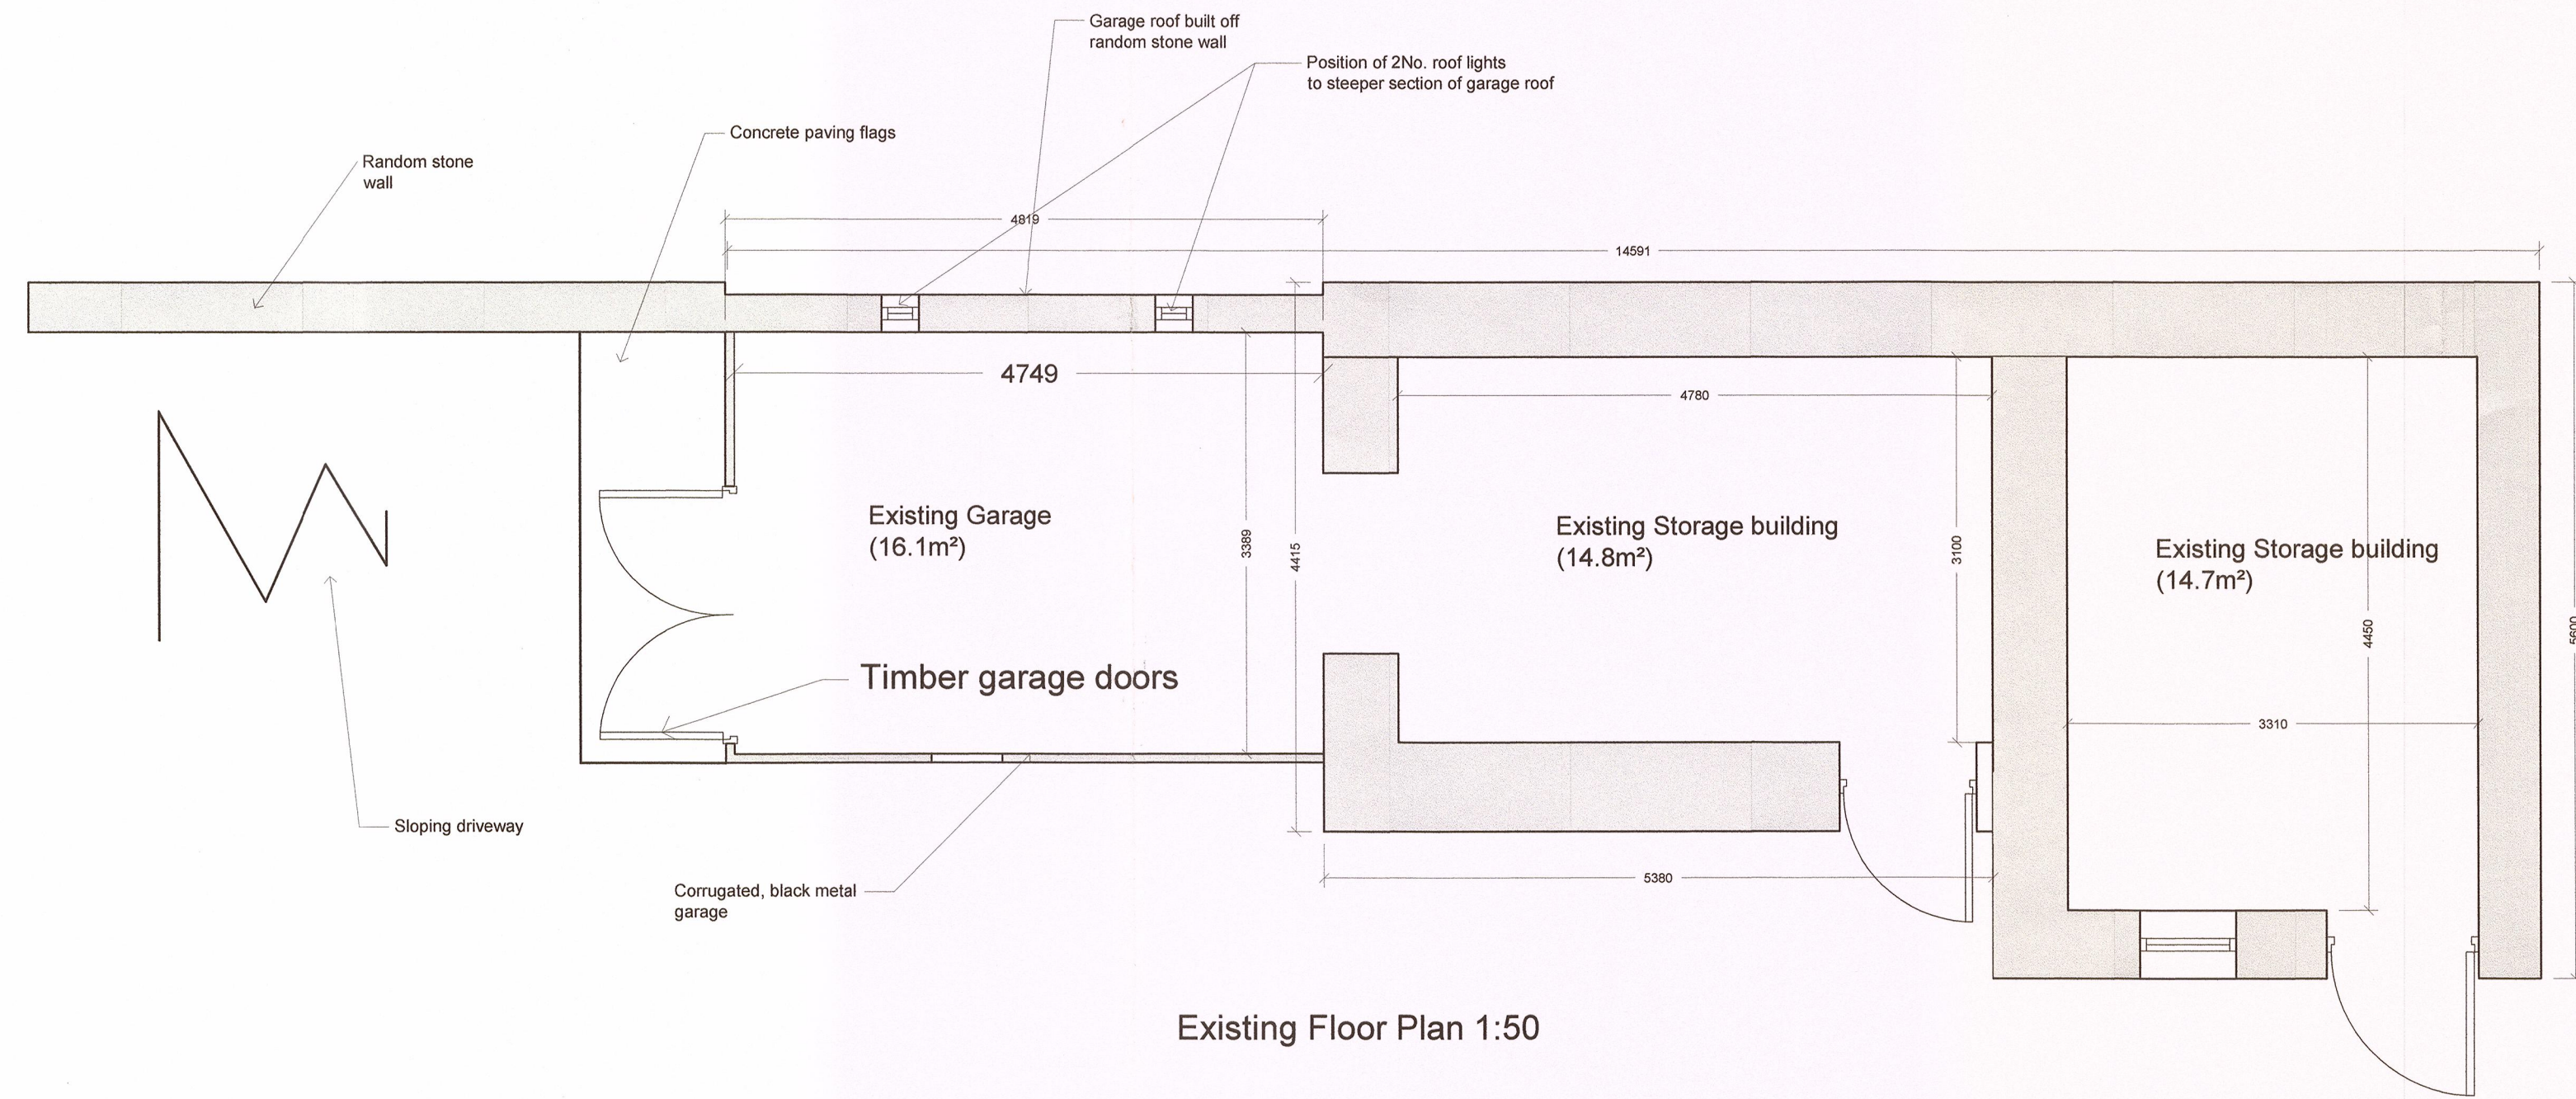 Garage roof built off
random stone wall
Position of 2No. roof lights
to steeper section of garage roof
Concrete paving flags
Random stone
wall
4819
14591
4749
4780
Existing Garage
(16.1m²)
3389
4415
Existing Storage building
(14.8m²)
3100
Existing Storage building
(14.7m²)
4450
5600
Timber garage doors
3310
Sloping driveway
5380
Corrugated, black metal
garage
Existing Floor Plan 1:50